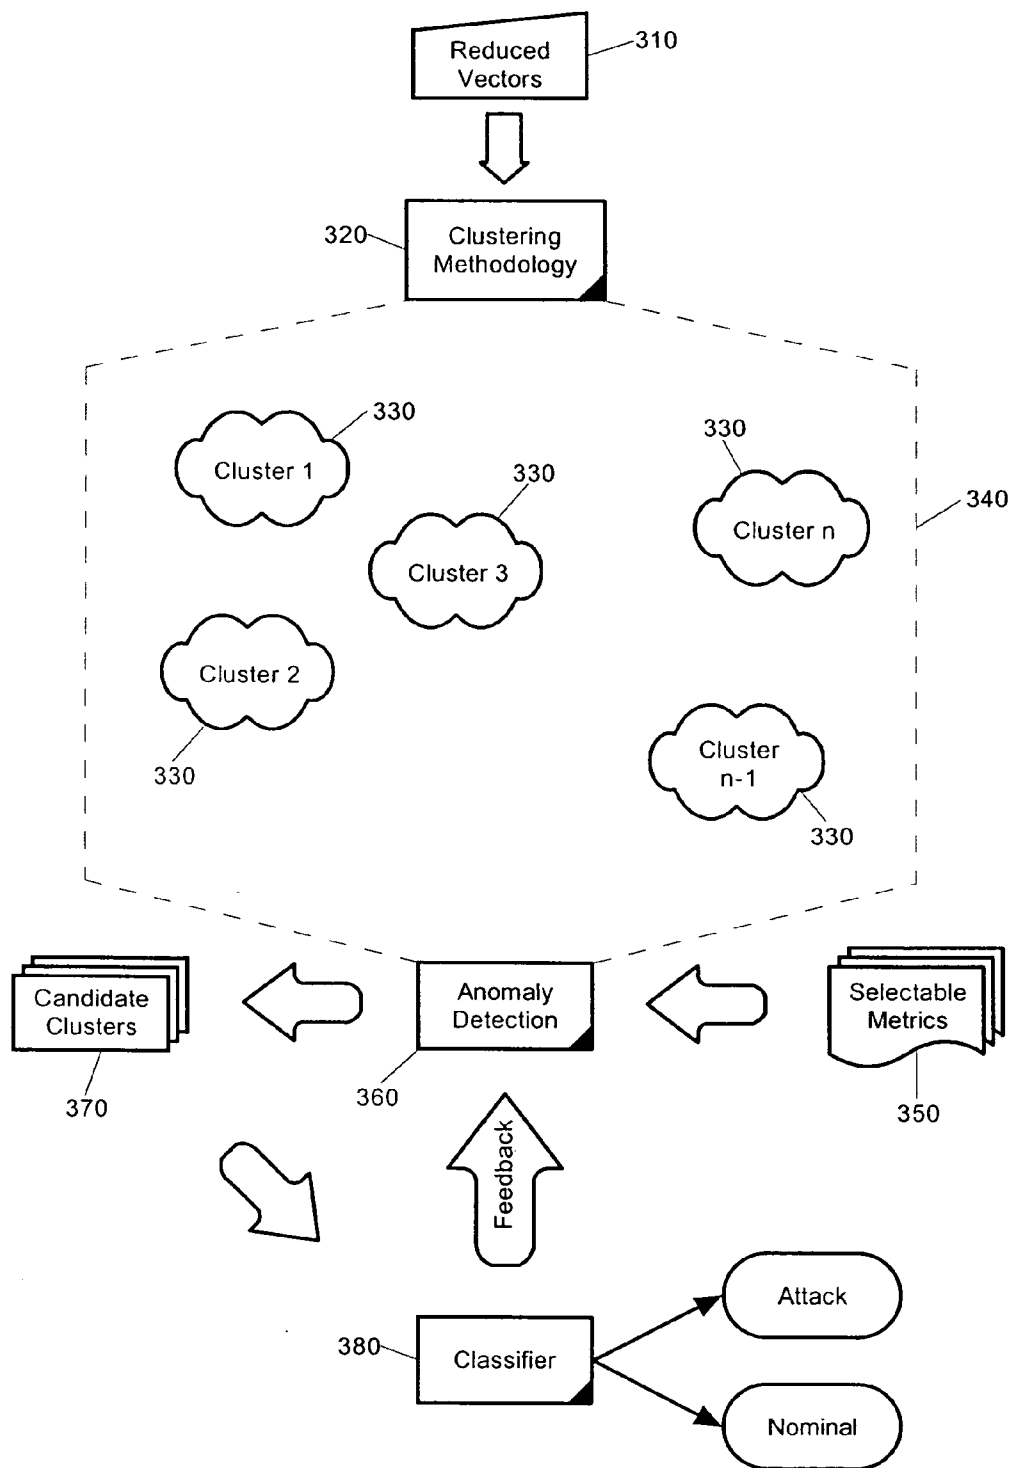 Reduced
Vectors
310
320
Clustering
Methodology
330
Cluster 1
330
Cluster 3
330
Cluster n
340
Cluster 2
330
Cluster
n-1
330
Candidate
Clusters
370
Anomaly
Detection
360
Selectable
Metrics
350
Feedback
380
Classifier
Attack
Nominal